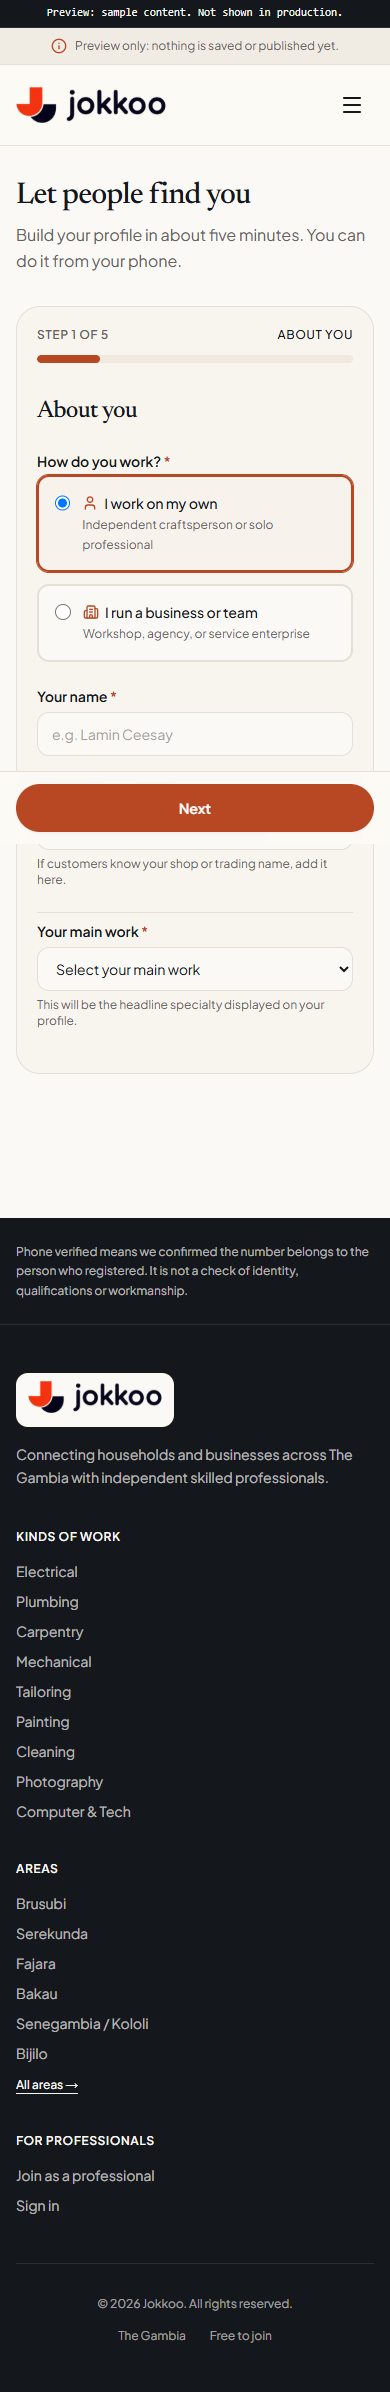 Preview: sample content. Not shown in production.
Preview only: nothing is saved or published yet.
jokkoo
Let people find you
Build your profile in about five minutes. You can
do it from your phone.
STEP 1 OF 5
ABOUT YOU
About you
How do you work? *
I work on my own
Independent craftsperson or solo
professional
I run a business or team
Workshop, agency, or service enterprise
Your name *
e.g. Lamin Ceesay
Next
If customers know your shop or trading name, add it
here.
Your main work *
Select your main work
This will be the headline specialty displayed on your
profile.
Phone verified means we confirmed the number belongs to the
person who registered. It is not a check of identity,
qualifications or workmanship.
jokkoo
Connecting households and businesses across The
Gambia with independent skilled professionals.
KINDS OF WORK
Electrical
Plumbing
Carpentry
Mechanical
Tailoring
Painting
Cleaning
Photography
Computer & Tech
AREAS
Brusubi
Serekunda
Fajara
Bakau
Senegambia / Kololi
Bijilo
All areas →
FOR PROFESSIONALS
Join as a professional
Sign in
© 2026 Jokkoo. All rights reserved.
The Gambia
Free to join